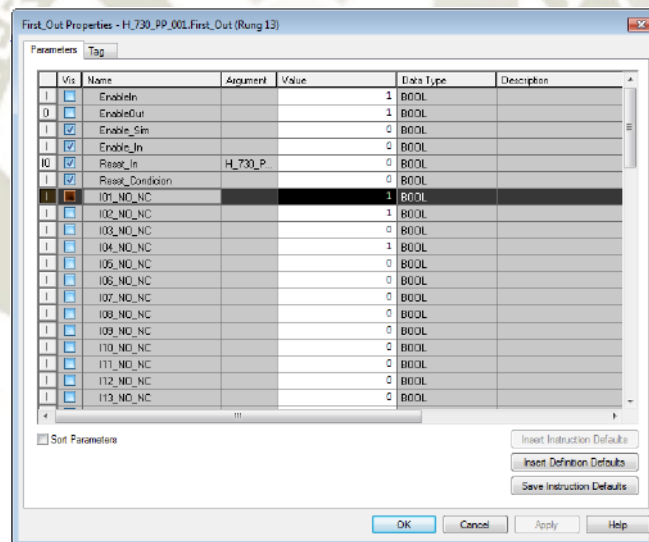 First_Out Properties - H_730_PP_001.First_Out (Rung 13)
Parameters Tag
Vis Name Argument Value Data Type Description
I EnableIn 1 BOOL
O EnableOut 1 BOOL
I Enable_Sim 0 BOOL
I Enable_In 0 BOOL
IO Reset_In H_730_P... 0 BOOL
I Reset_Condicion 0 BOOL
I I01_NO_NC 1 BOOL
I I02_NO_NC 1 BOOL
I I03_NO_NC 0 BOOL
I I04_NO_NC 1 BOOL
I I05_NO_NC 0 BOOL
I I06_NO_NC 0 BOOL
I I07_NO_NC 0 BOOL
I I08_NO_NC 0 BOOL
I I09_NO_NC 0 BOOL
I I10_NO_NC 0 BOOL
I I11_NO_NC 0 BOOL
I I12_NO_NC 0 BOOL
I I13_NO_NC 0 BOOL
Sort Parameters
Insert Instruction Defaults
Insert Definition Defaults
Save Instruction Defaults
OK Cancel Apply Help